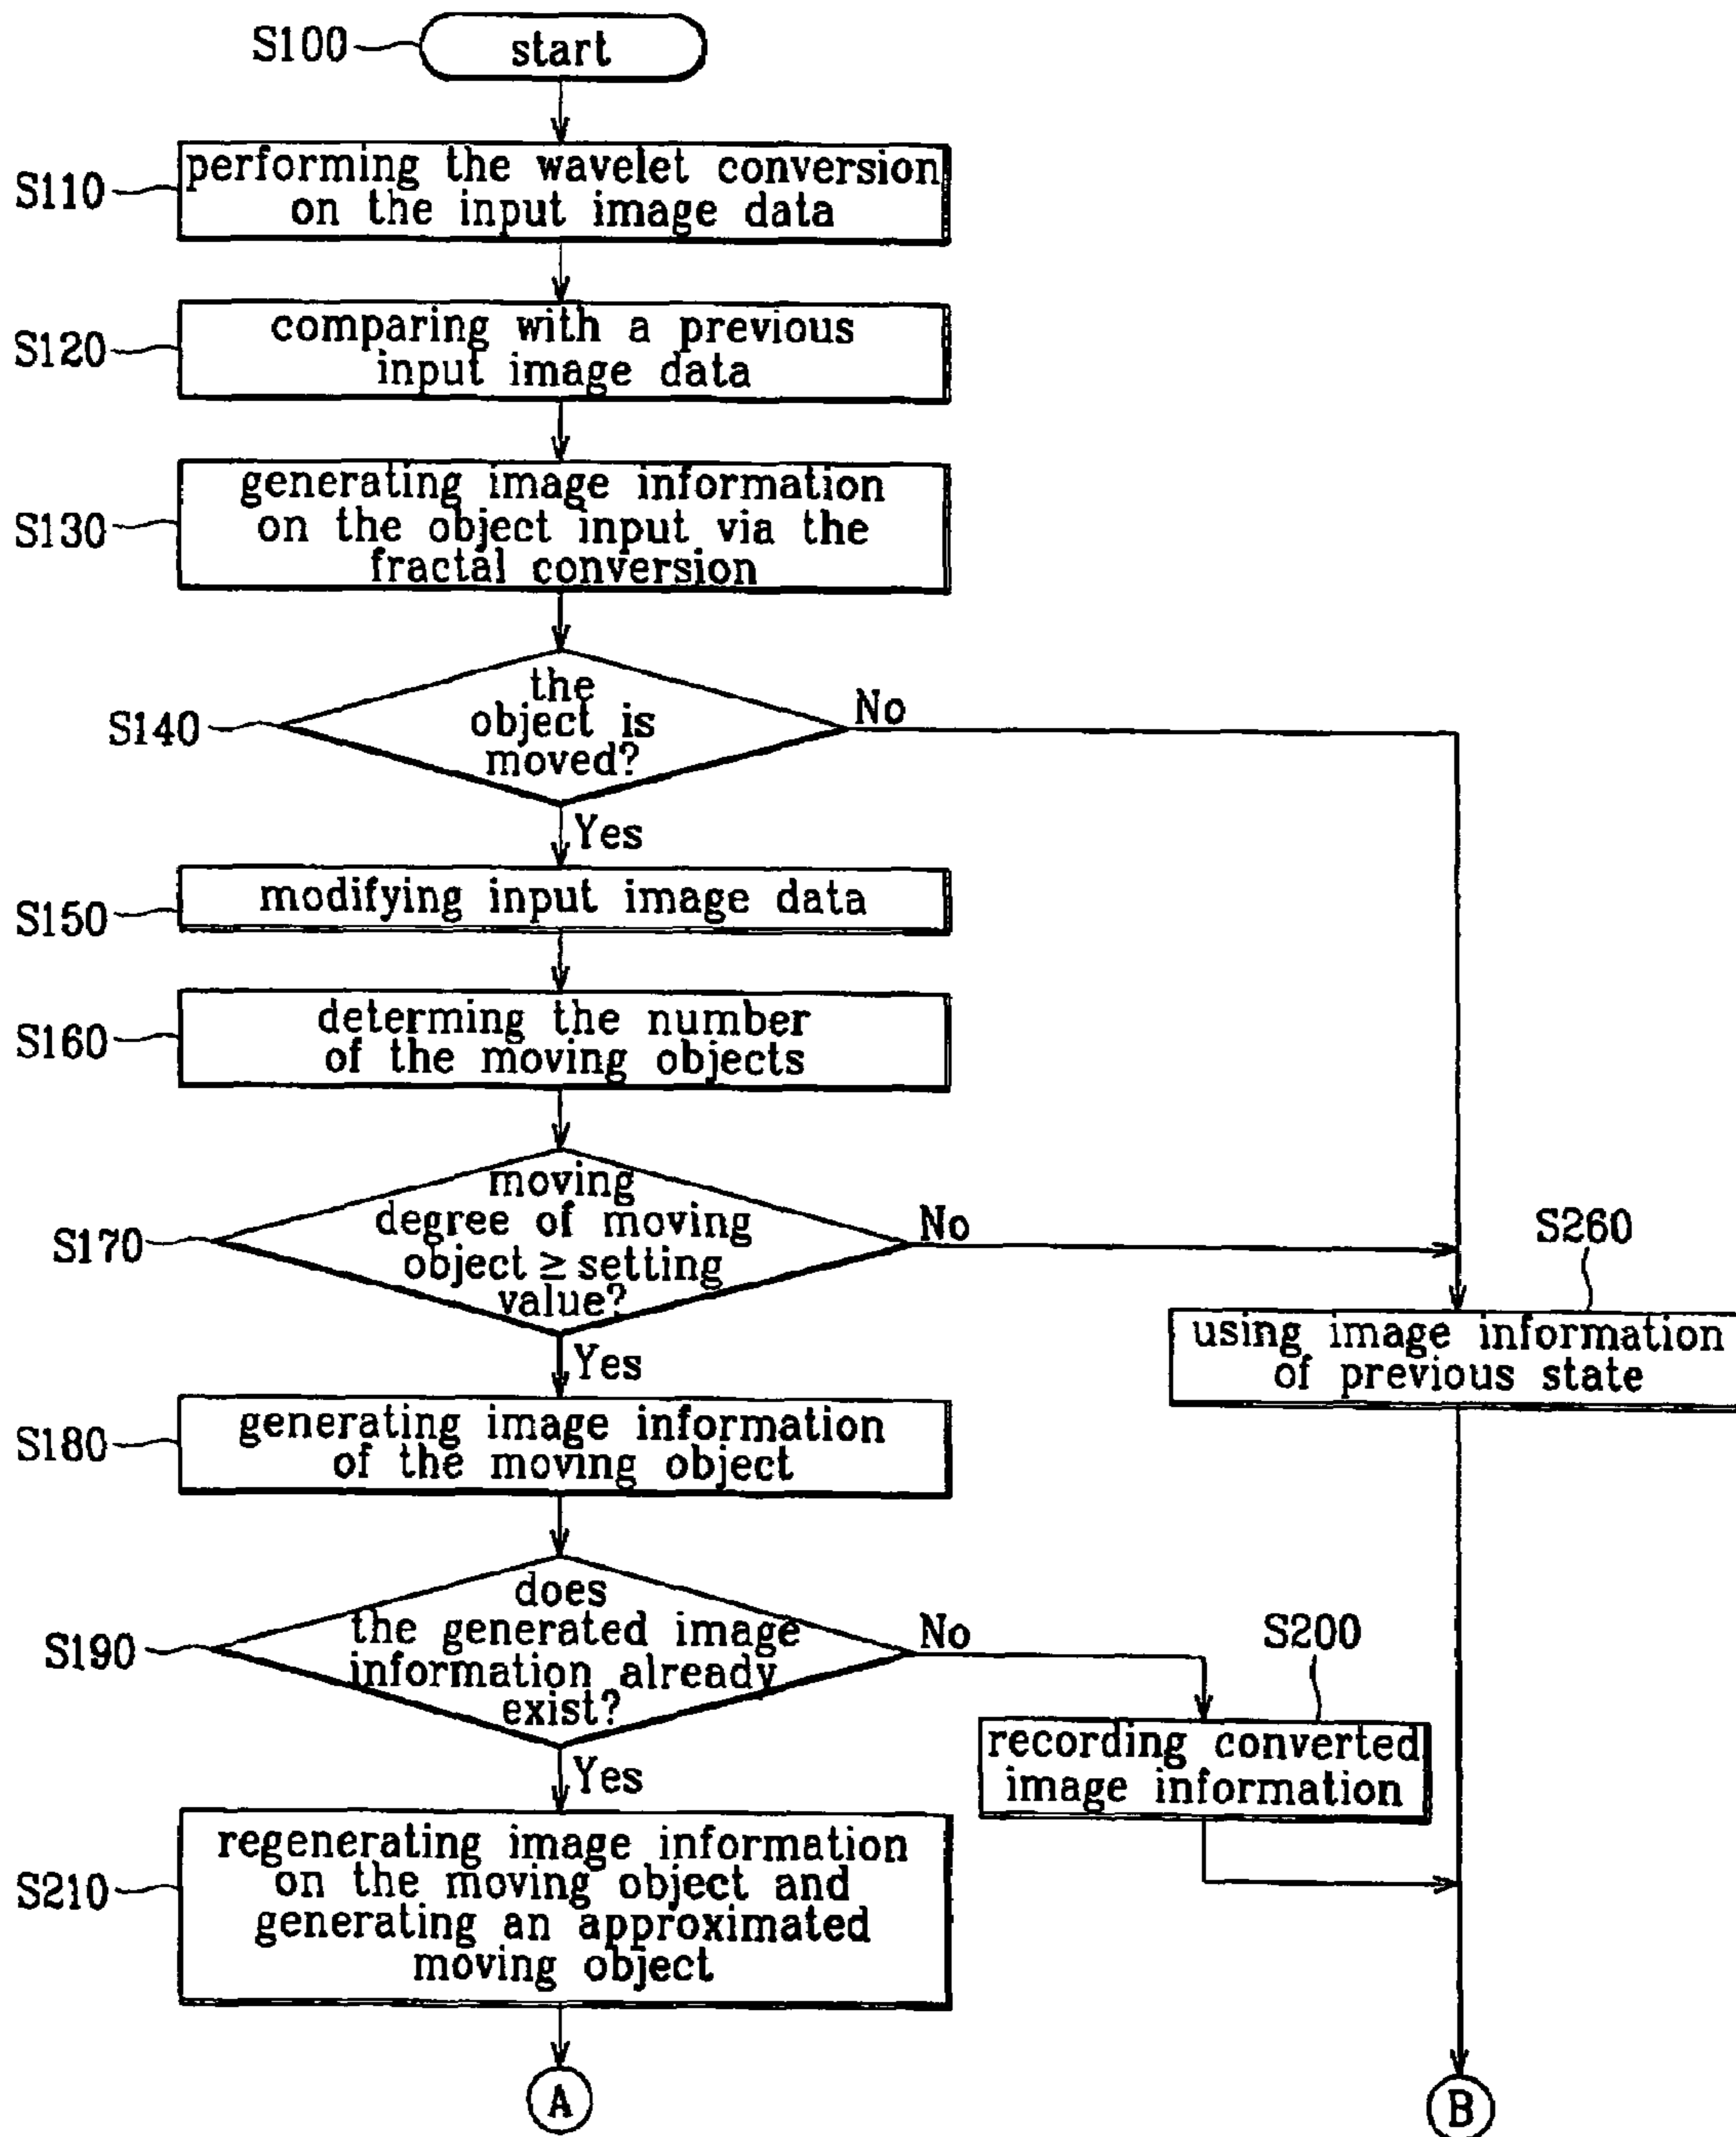 S100
start
S110
performing the wavelet conversion
on the input image data
S120
comparing with a previous
input image data
S130
generating image information
on the object input via the
fractal conversion
S140
the
object is
moved?
No
Yes
S150
modifying input image data
S160
determing the number
of the moving objects
S170
moving
degree of moving
object ≥ setting
value?
No
Yes
S260
using image information
of previous state
S180
generating image information
of the moving object
S190
does
the generated image
information already
exist?
No
Yes
S200
recording converted
image information
S210
regenerating image information
on the moving object and
generating an approximated
moving object
A
B